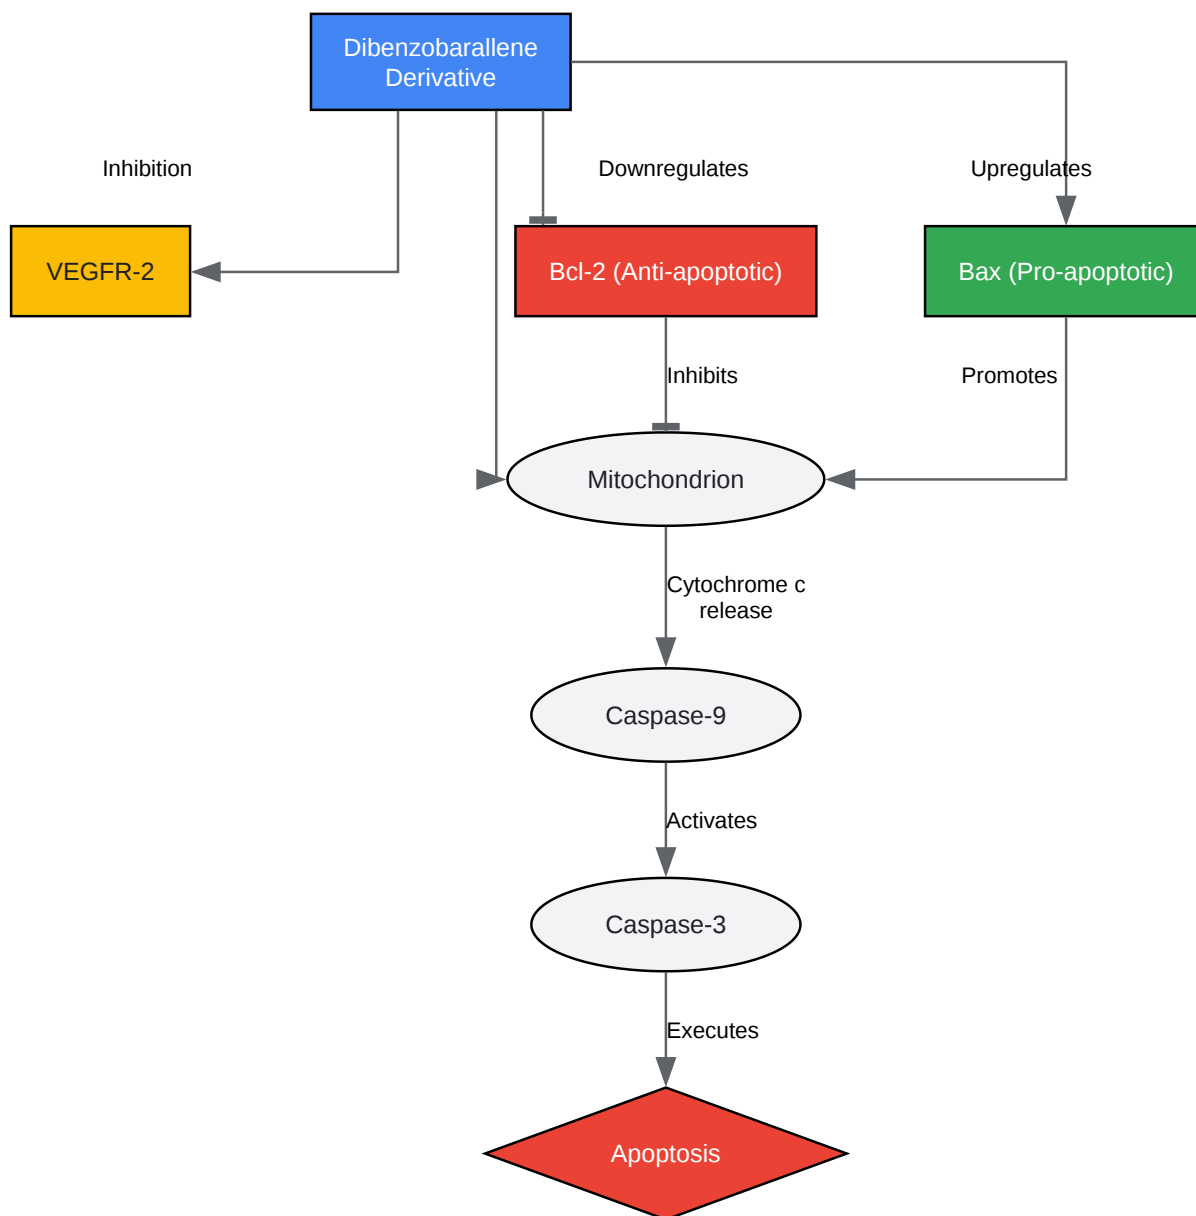 Dibenzobarallene
Derivative
Inhibition
Downregulates
Upregulates
VEGFR-2
Bcl-2 (Anti-apoptotic)
Bax (Pro-apoptotic)
Inhibits
Promotes
Mitochondrion
Cytochrome c
release
Caspase-9
Activates
Caspase-3
Executes
Apoptosis